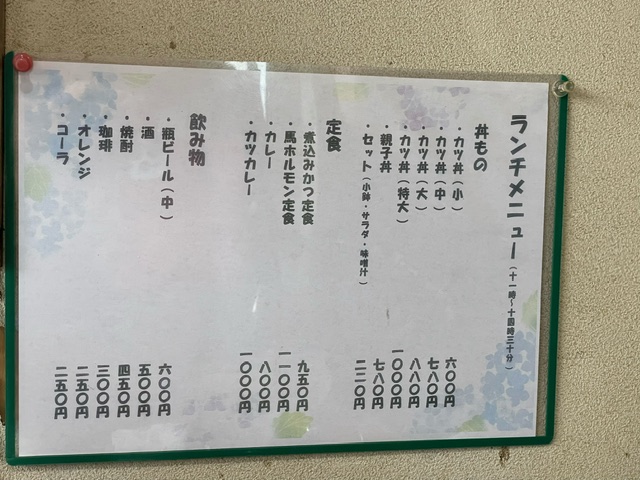 ランチメニュー（十一時～十四時三十分）
丼もの
・カツ丼（小） 六〇〇円
・カツ丼（中） 七八〇円
・カツ丼（大） 八八〇円
・カツ丼（特大） 一〇〇〇円
・親子丼 七八〇円
・セット（小鉢・サラダ・味噌汁） 二二〇円
定食
・煮込みかつ定食 九五〇円
・馬ホルモン定食 一一〇〇円
・カレー 八〇〇円
・カツカレー 一〇〇〇円
飲み物
・瓶ビール（中） 六〇〇円
・酒 五〇〇円
・焼酎 四五〇円
・珈琲 三〇〇円
・オレンジ 二五〇円
・コーラ 二五〇円